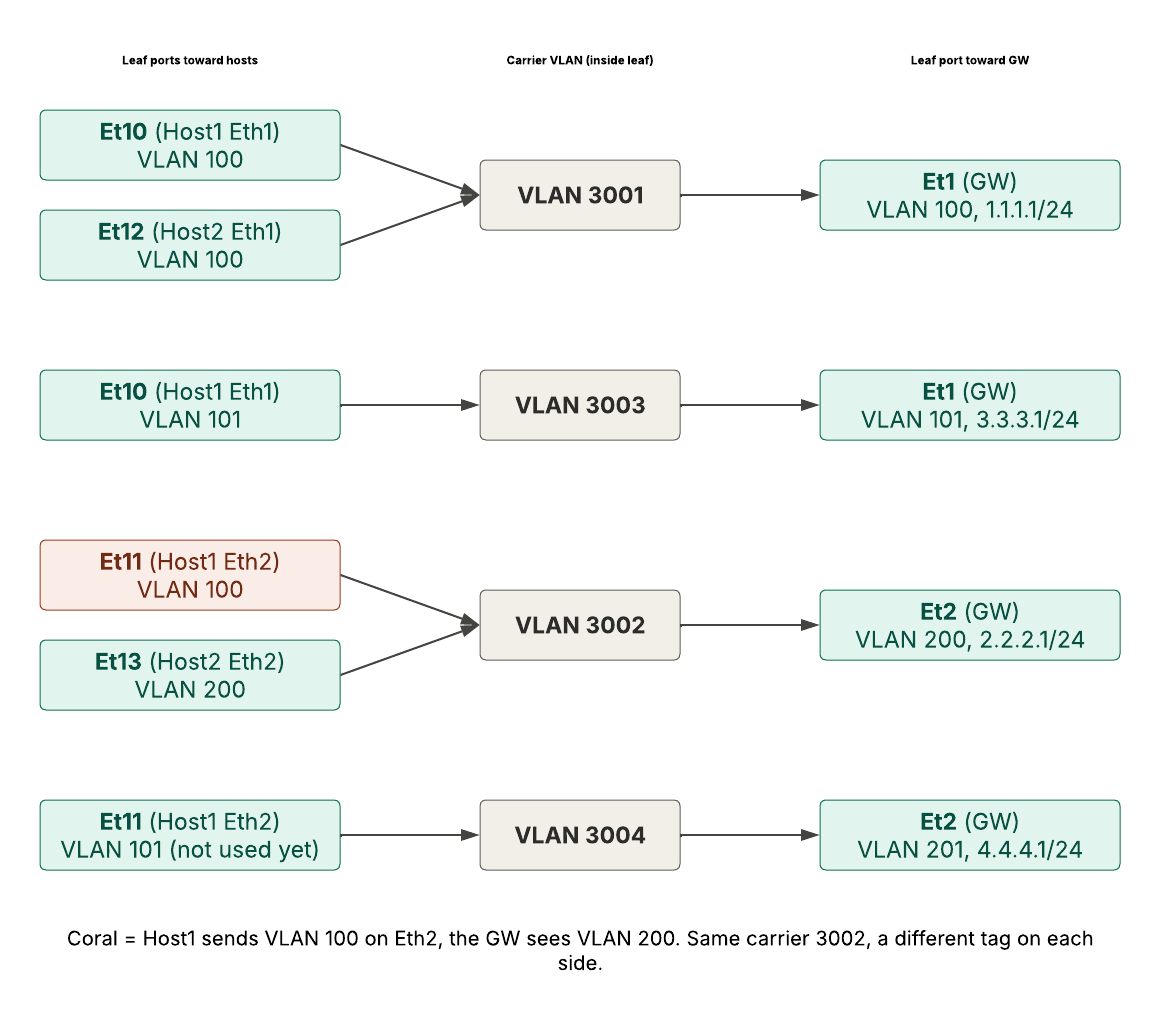 Leaf ports toward hosts
Carrier VLAN (inside leaf)
Leaf port toward GW
Et10 (Host1 Eth1)
VLAN 100
Et12 (Host2 Eth1)
VLAN 100
VLAN 3001
Et1 (GW)
VLAN 100, 1.1.1.1/24
Et10 (Host1 Eth1)
VLAN 101
VLAN 3003
Et1 (GW)
VLAN 101, 3.3.3.1/24
Et11 (Host1 Eth2)
VLAN 100
Et13 (Host2 Eth2)
VLAN 200
VLAN 3002
Et2 (GW)
VLAN 200, 2.2.2.1/24
Et11 (Host1 Eth2)
VLAN 101 (not used yet)
VLAN 3004
Et2 (GW)
VLAN 201, 4.4.4.1/24
Coral = Host1 sends VLAN 100 on Eth2, the GW sees VLAN 200. Same carrier 3002, a different tag on each
side.